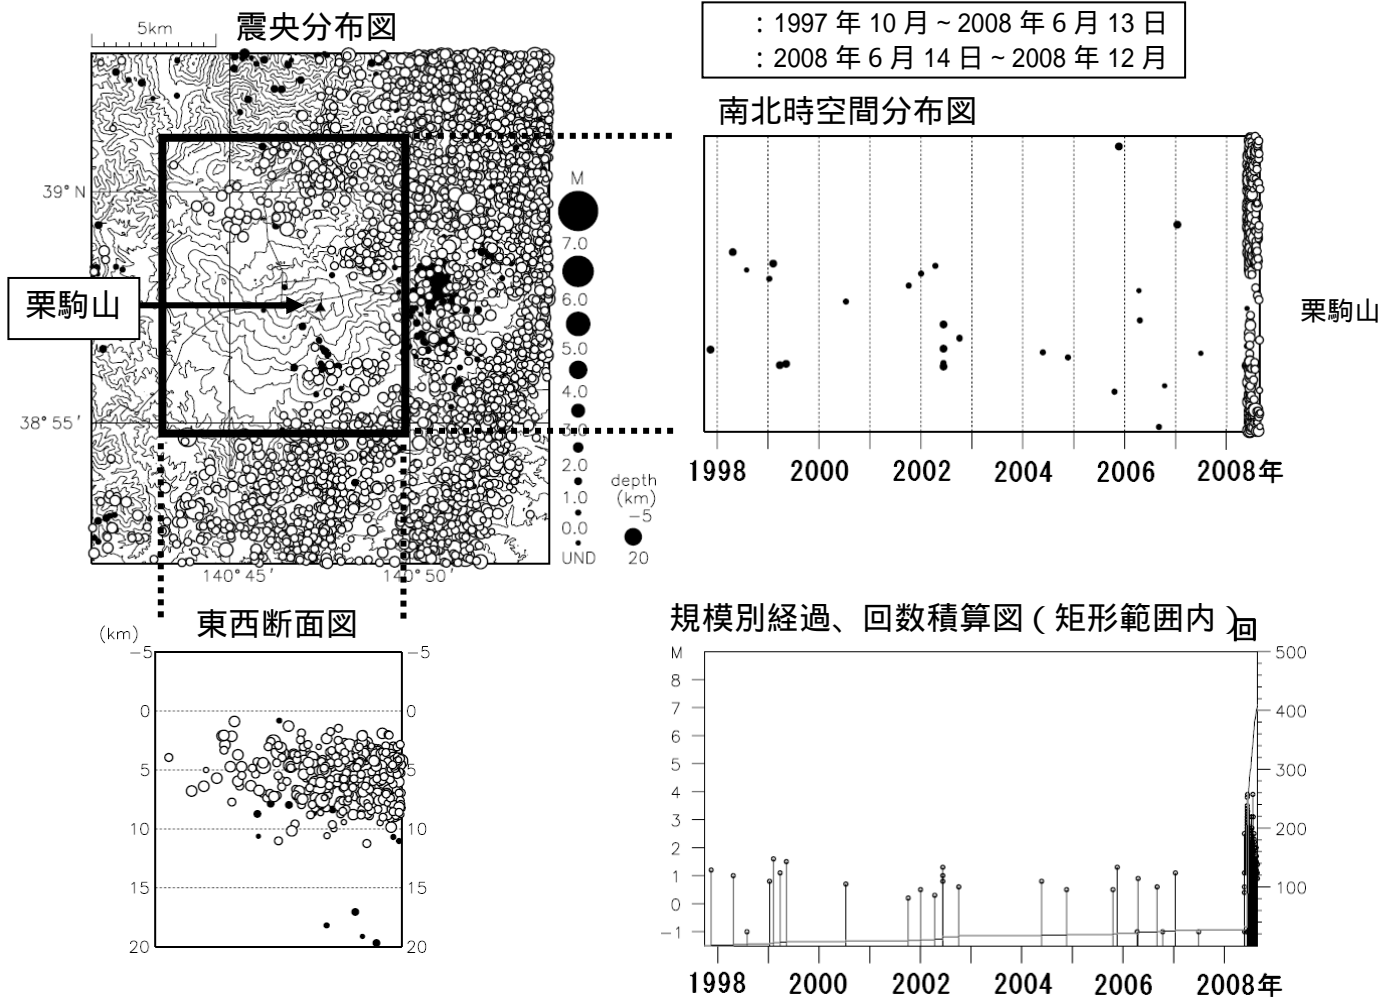 5km
震央分布図
: 1997 年 10 月 ~ 2008 年 6 月 13 日
: 2008 年 6 月 14 日 ~ 2008 年 12 月
39°N
38°55′
140°45′
140°50′
栗駒山
M
7.0
6.0
5.0
4.0
3.0
2.0
1.0
0.0
UND
depth
(km)
-5
20
南北時空間分布図
栗駒山
1998 2000 2002 2004 2006 2008年
東西断面図
(km)
-5 -5
0 0
5 5
10 10
15 15
20 20
規模別経過、回数積算図 ( 矩形範囲内 )
回
M
8
7
6
5
4
3
2
1
0
-1
500
400
300
200
100
1998 2000 2002 2004 2006 2008年